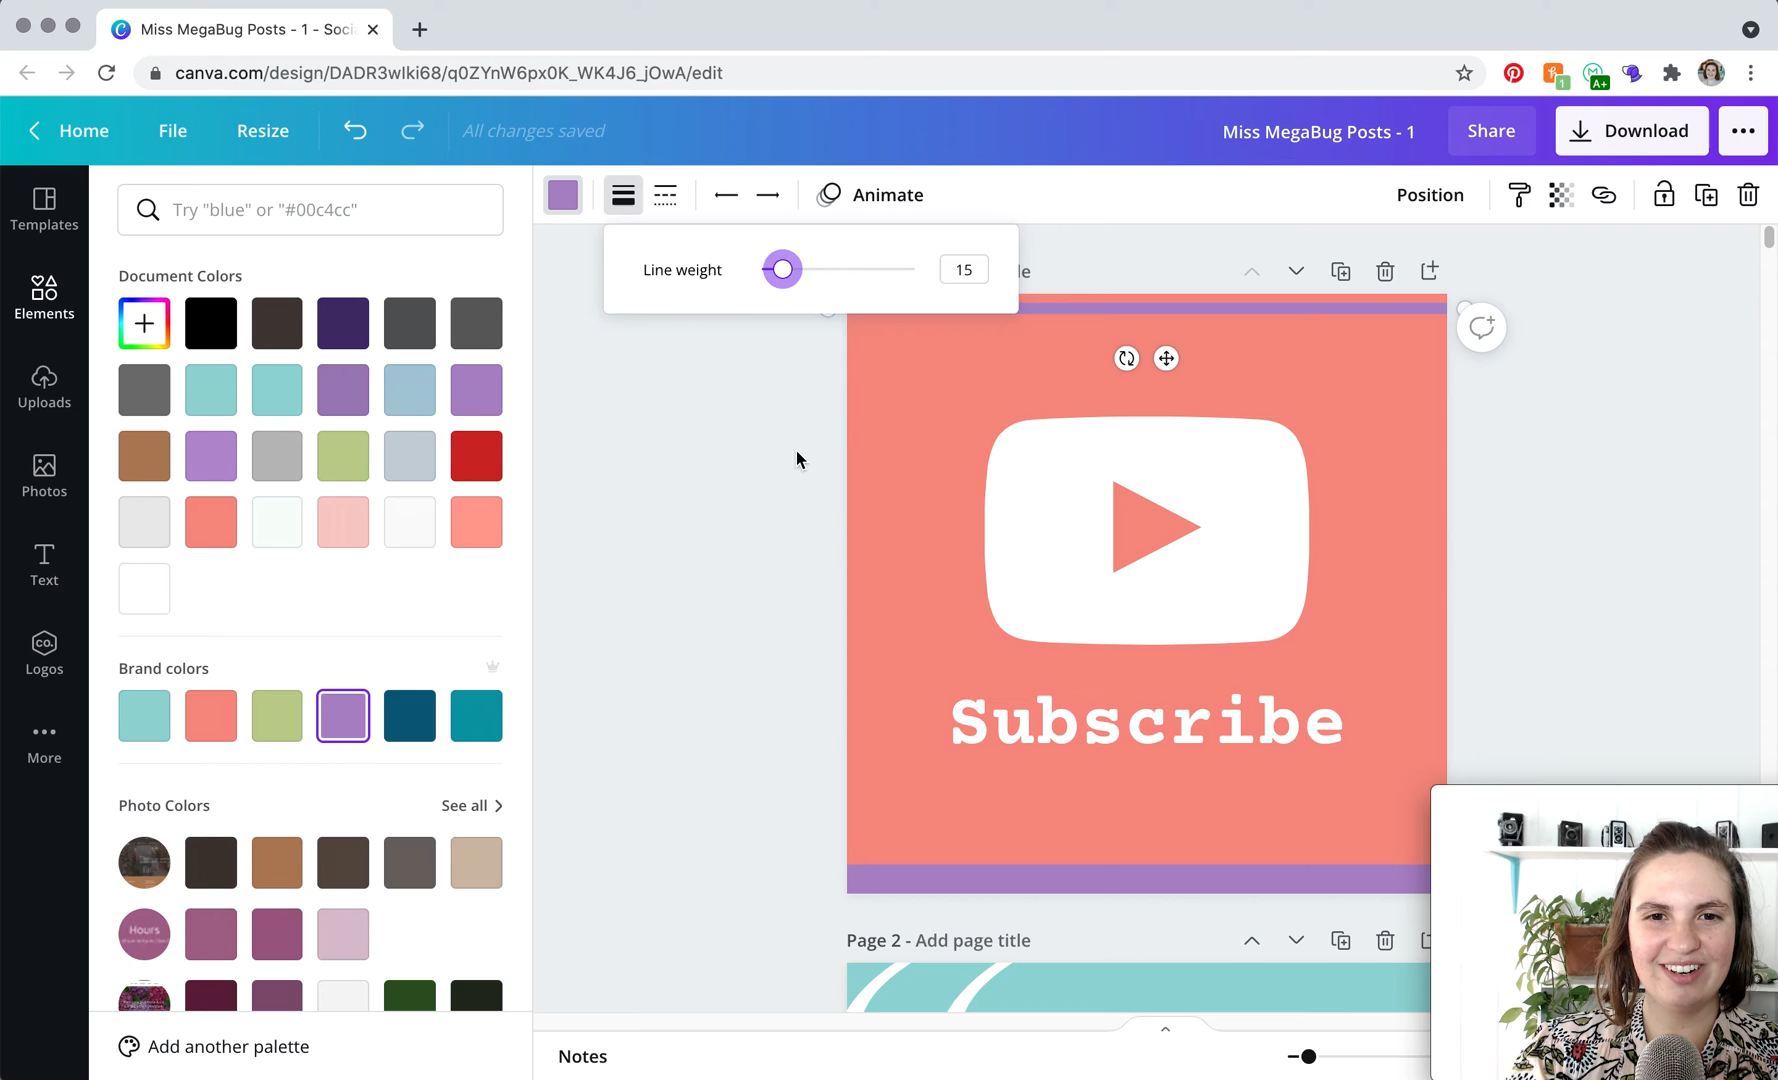 Miss MegaBug Posts - 1 - Soci
canva.com/design/DADR3wIki68/q0ZYnW6px0K_WK4J6_jOwA/edit
1
A+
Home
File
Resize
All changes saved
Miss MegaBug Posts - 1
Share
Download
Templates
Elements
Uploads
Photos
Text
CO.
Logos
More
Try "blue" or "#00c4cc"
Document Colors
Brand colors
Photo Colors
See all
Hours
Add another palette
Animate
Position
Line weight
15
le
Subscribe
Page 2 - Add page title
Notes